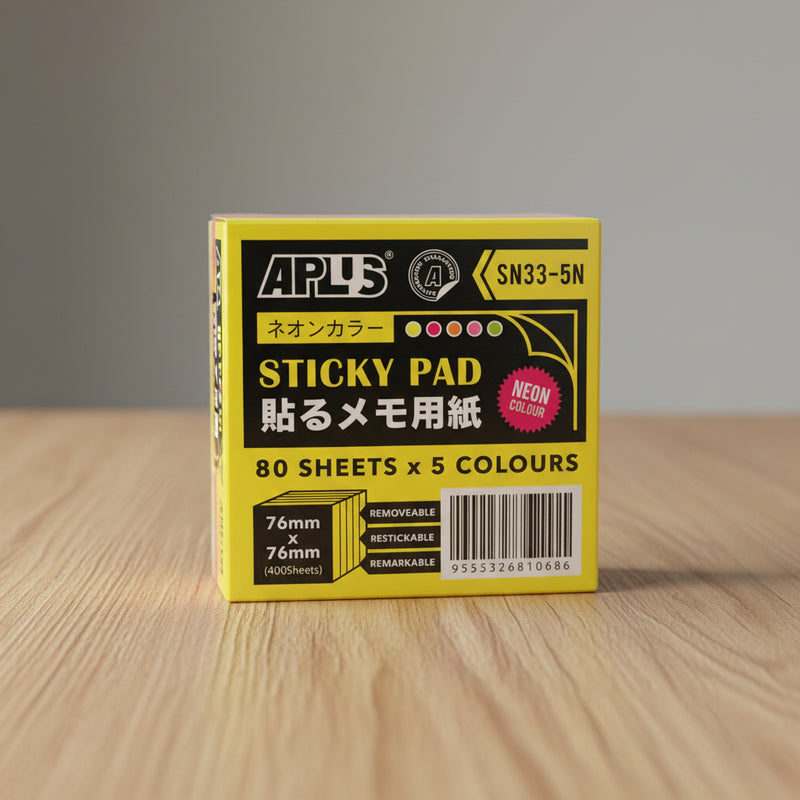 APLUS®
A
SN33-5N
ネオンカラー
STICKY PAD
貼るメモ用紙
NEON
COLOUR
80 SHEETS x 5 COLOURS
76mm
x
76mm
(400Sheets)
REMOVEABLE
RESTICKABLE
REMARKABLE
9555326810686